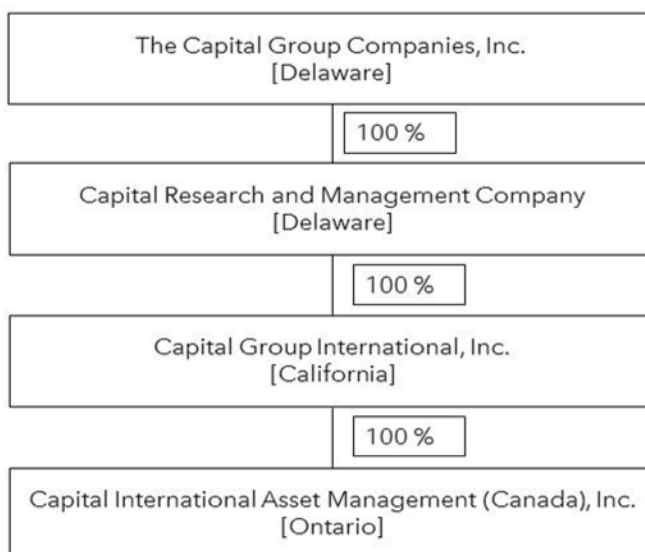 The Capital Group Companies, Inc.
[Delaware]
100 %
Capital Research and Management Company
[Delaware]
100 %
Capital Group International, Inc.
[California]
100 %
Capital International Asset Management (Canada), Inc.
[Ontario]